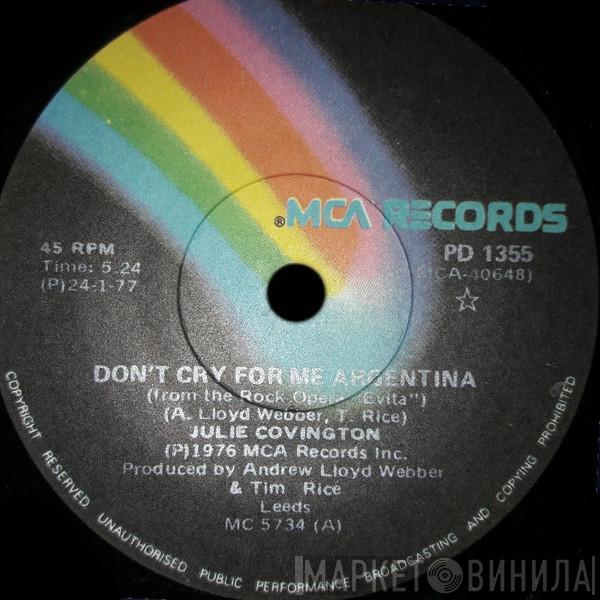 ®MCA RECORDS
45 RPM
Time: 5.24
(P)24-1-77
PD 1355
(MCA-40648)
DON'T CRY FOR ME ARGENTINA
(from the Rock Opera "Evita")
(A. Lloyd Webber, T. Rice)
JULIE COVINGTON
(P)1976 MCA Records Inc.
Produced by Andrew Lloyd Webber
& Tim Rice
Leeds
MC 5734 (A)
COPYRIGHT RESERVED UNAUTHORISED PUBLIC PERFORMANCE BROADCASTING AND COPYING PROHIBITED
МАРКЕТ ВИНИЛА